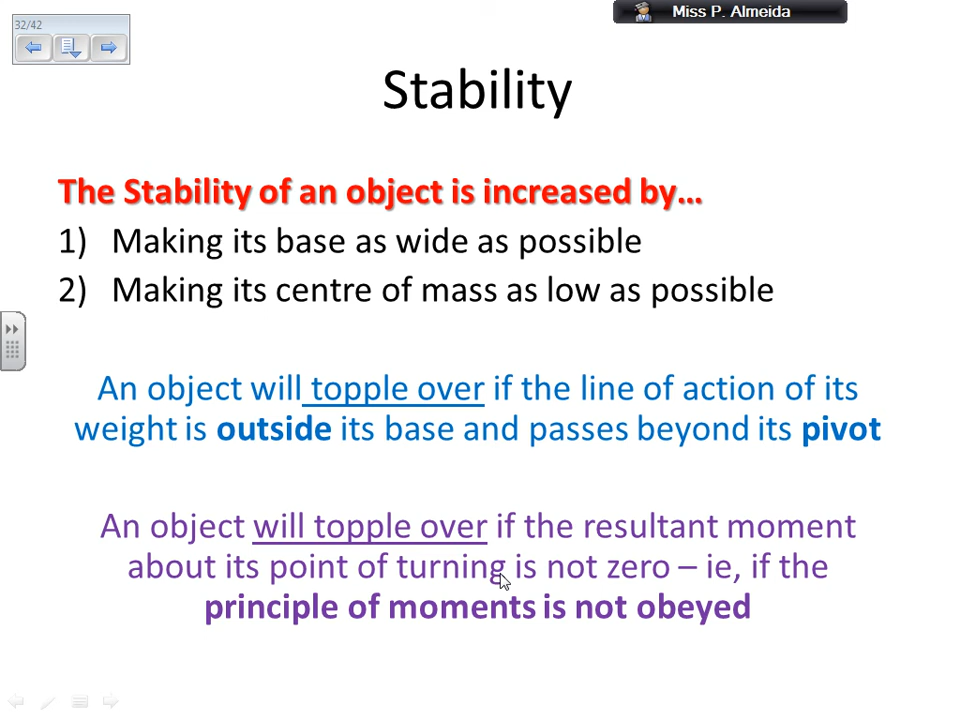 32/42
Miss P. Almeida
Stability
The Stability of an object is increased by...
1) Making its base as wide as possible
2) Making its centre of mass as low as possible
An object will topple over if the line of action of its
weight is outside its base and passes beyond its pivot
An object will topple over if the resultant moment
about its point of turning is not zero – ie, if the
principle of moments is not obeyed